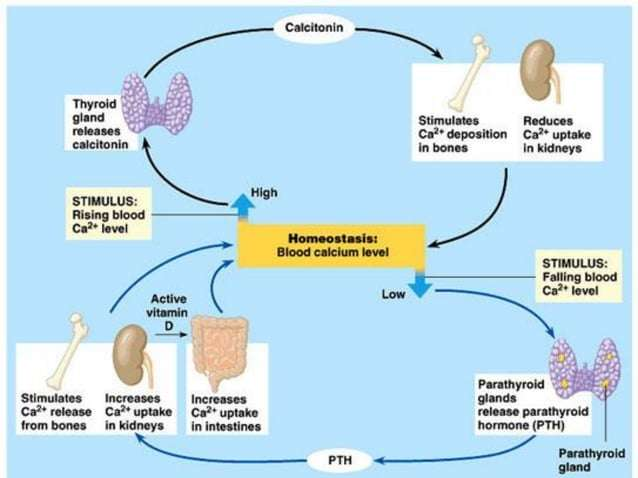 Calcitonin
Thyroid
gland
releases
calcitonin
Stimulates
Ca²⁺ deposition
in bones
Reduces
Ca²⁺ uptake
in kidneys
High
STIMULUS:
Rising blood
Ca²⁺ level
Homeostasis:
Blood calcium level
STIMULUS:
Falling blood
Ca²⁺ level
Low
Active
vitamin
D
Stimulates
Ca²⁺ release
from bones
Increases
Ca²⁺ uptake
in kidneys
Increases
Ca²⁺ uptake
in intestines
Parathyroid
glands
release parathyroid
hormone (PTH)
Parathyroid
gland
PTH